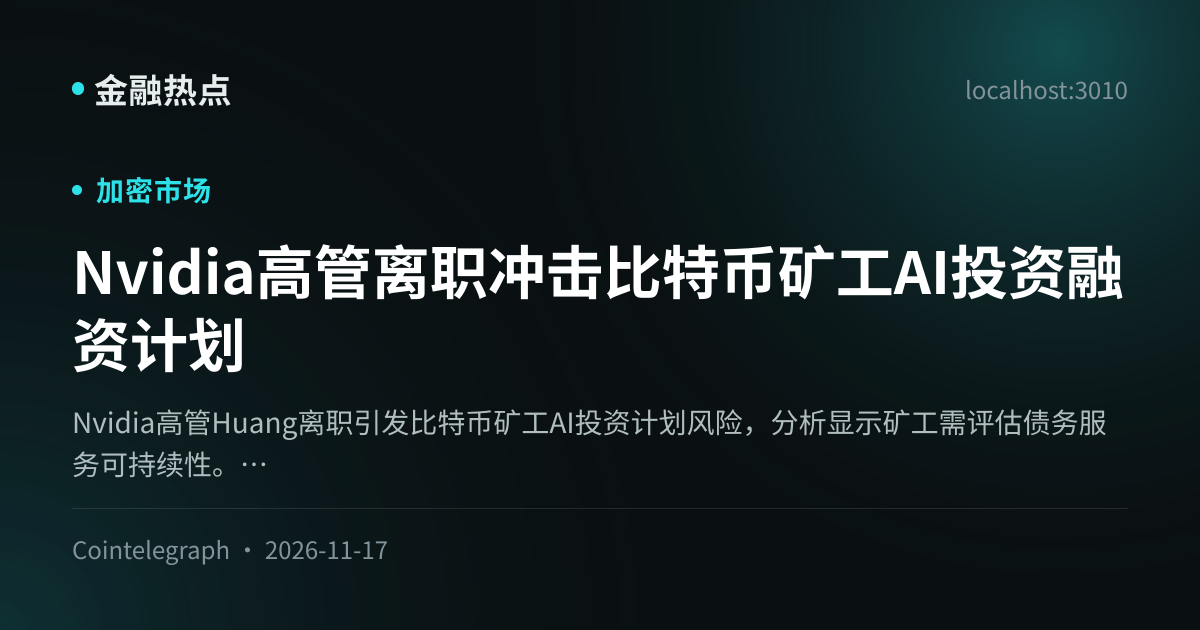 金融热点
localhost:3010
加密市场
Nvidia高管离职冲击比特币矿工AI投资融
资计划
Nvidia高管Huang离职引发比特币矿工AI投资计划风险，分析显示矿工需评估债务服
务可持续性。…
Cointelegraph · 2026-11-17